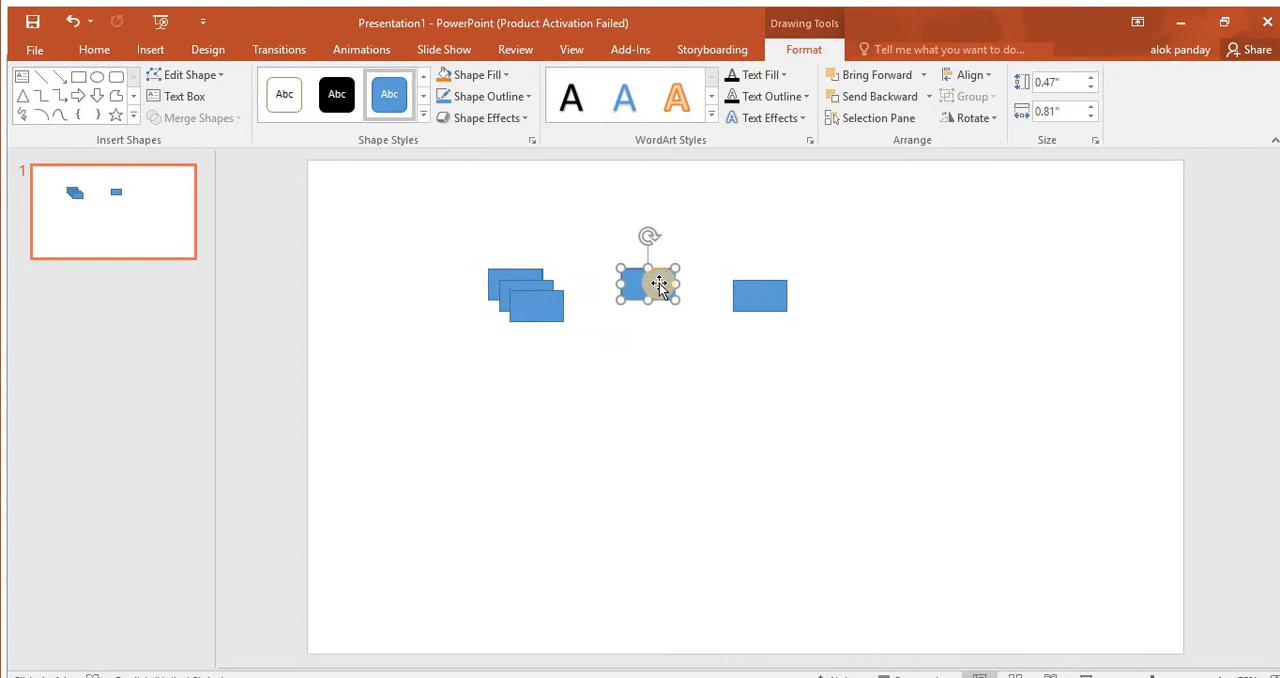 Presentation1 - PowerPoint (Product Activation Failed)
Drawing Tools
File Home Insert Design Transitions Animations Slide Show Review View Add-Ins Storyboarding Format Tell me what you want to do... alok panday Share
Edit Shape
Text Box
Merge Shapes
Insert Shapes
Abc Abc Abc
Shape Fill
Shape Outline
Shape Effects
Shape Styles
A A A
Text Fill
Text Outline
Text Effects
WordArt Styles
Bring Forward
Send Backward
Selection Pane
Align
Group
Rotate
Arrange
0.47"
0.81"
Size
1